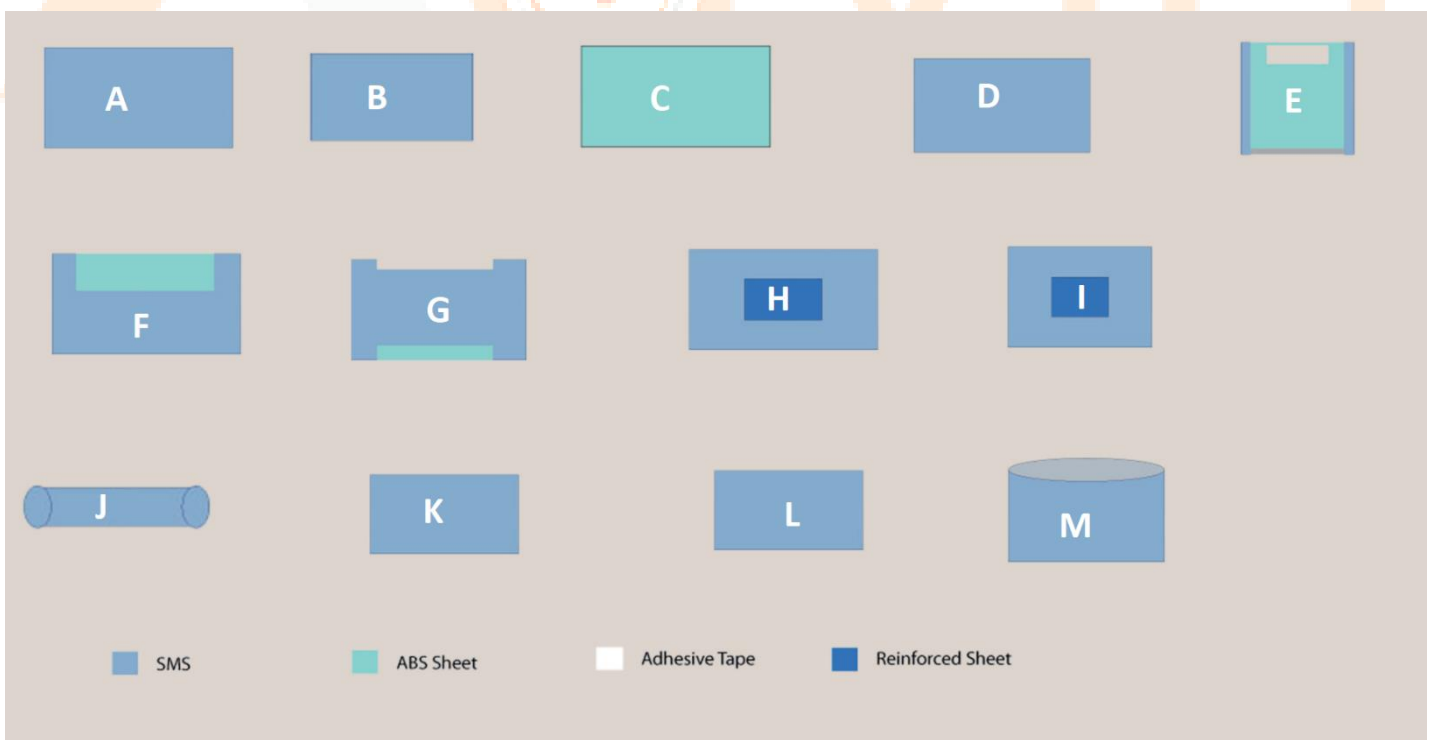 A
B
C
D
E
F
G
H
I
J
K
L
M
SMS
ABS Sheet
Adhesive Tape
Reinforced Sheet